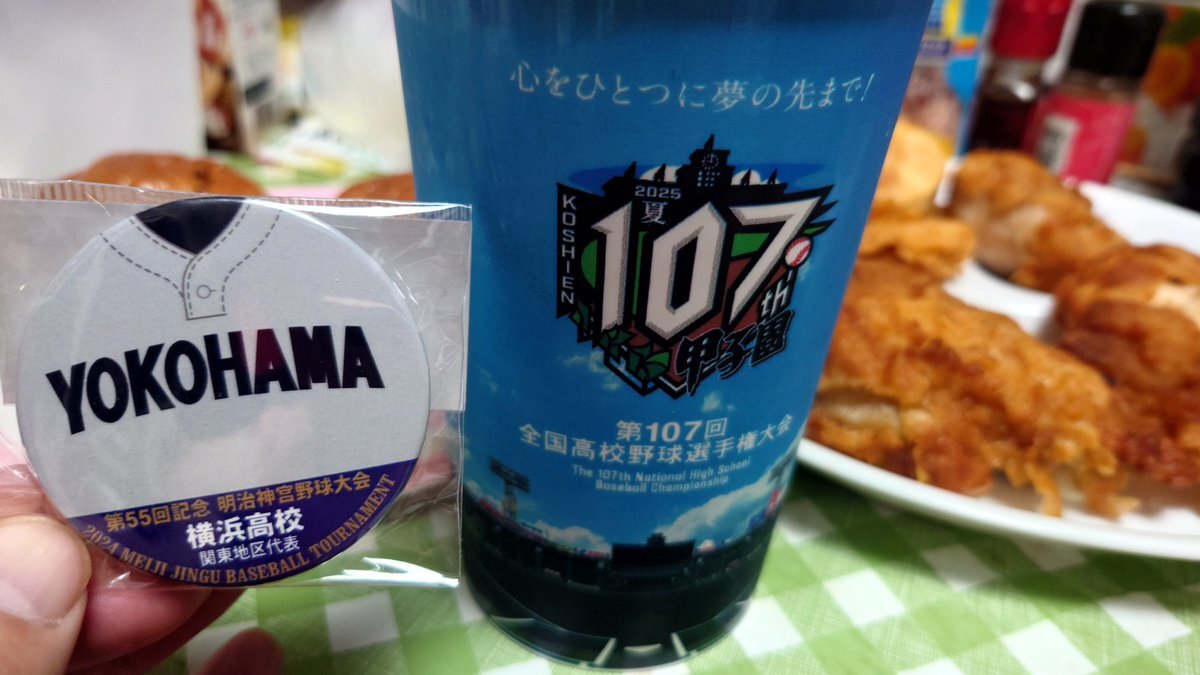 YOKOHAMA
第55回記念 明治神宮野球大会
横浜高校
関東地区代表
2024 MEIJI JINGU BASEBALL TOURNAMENT
心をひとつに夢の先まで!
KOSHIEN
2025
夏
107th
甲子園
第107回
全国高校野球選手権大会
The 107th National High School
Baseball Championship